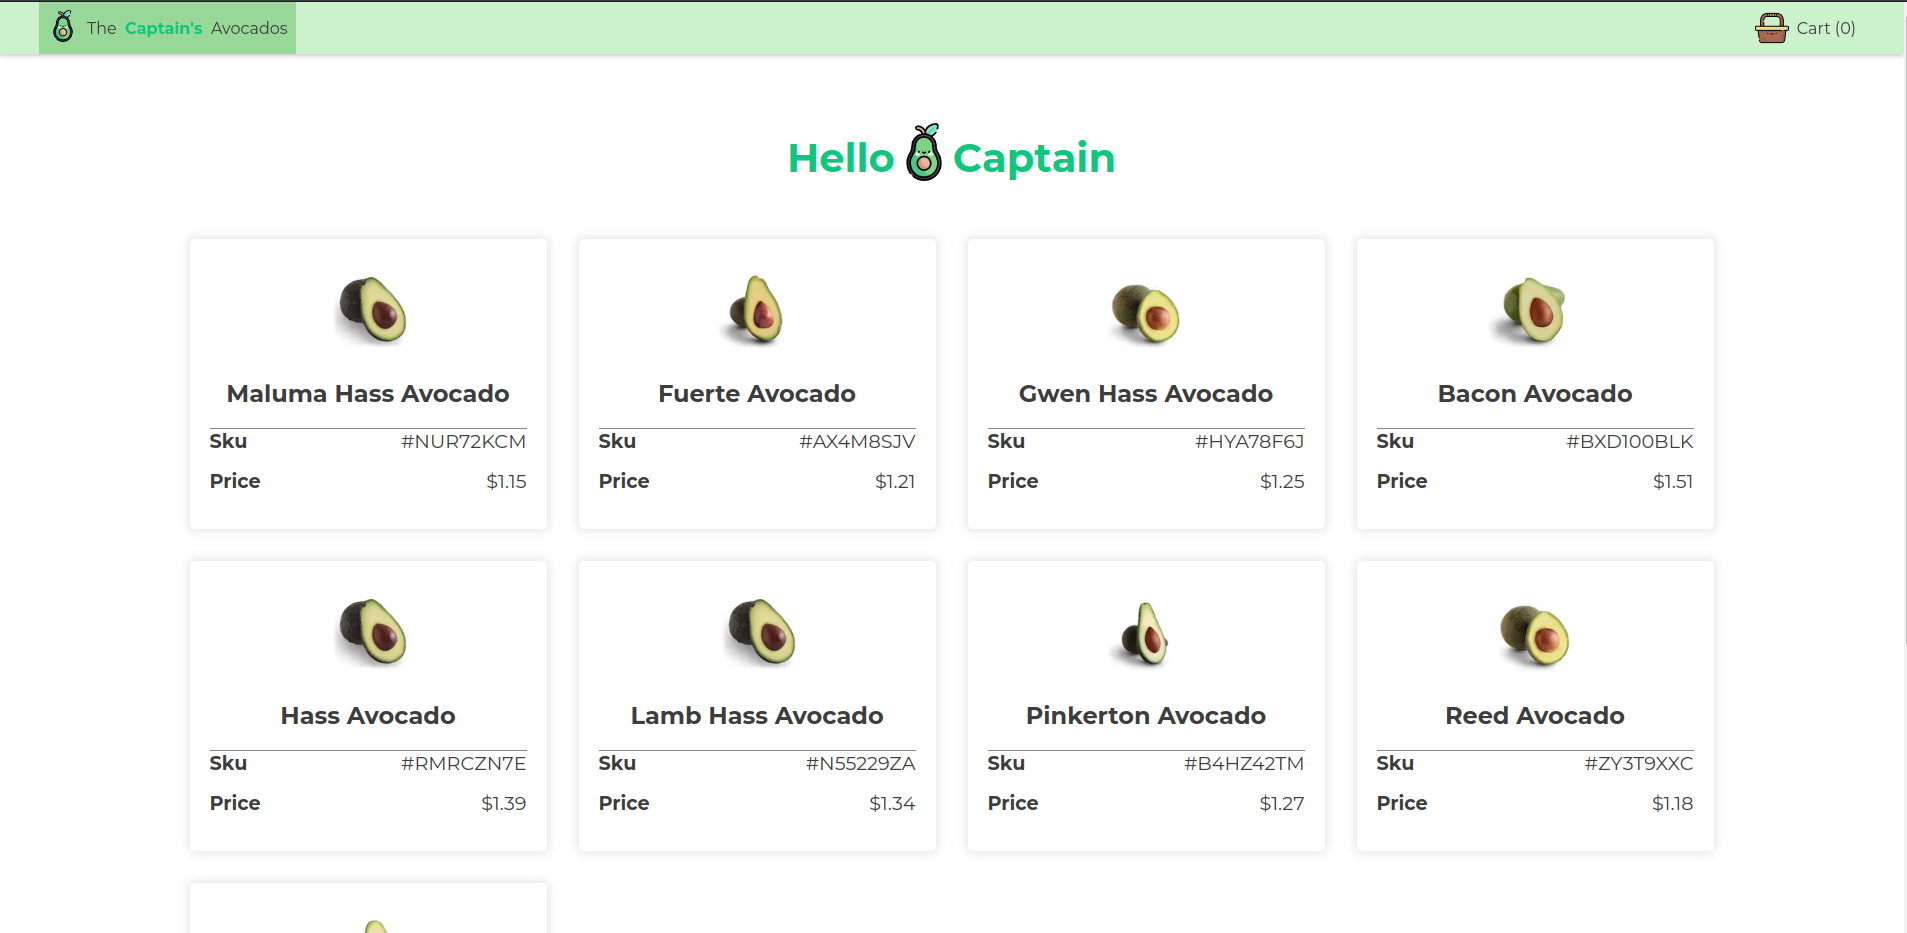 The Captain's Avocados
Cart (0)
Hello Captain
Maluma Hass Avocado
Sku #NUR72KCM
Price $1.15
Fuerte Avocado
Sku #AX4M8SJV
Price $1.21
Gwen Hass Avocado
Sku #HYA78F6J
Price $1.25
Bacon Avocado
Sku #BXD100BLK
Price $1.51
Hass Avocado
Sku #RMRCZN7E
Price $1.39
Lamb Hass Avocado
Sku #N55229ZA
Price $1.34
Pinkerton Avocado
Sku #B4HZ42TM
Price $1.27
Reed Avocado
Sku #ZY3T9XXC
Price $1.18